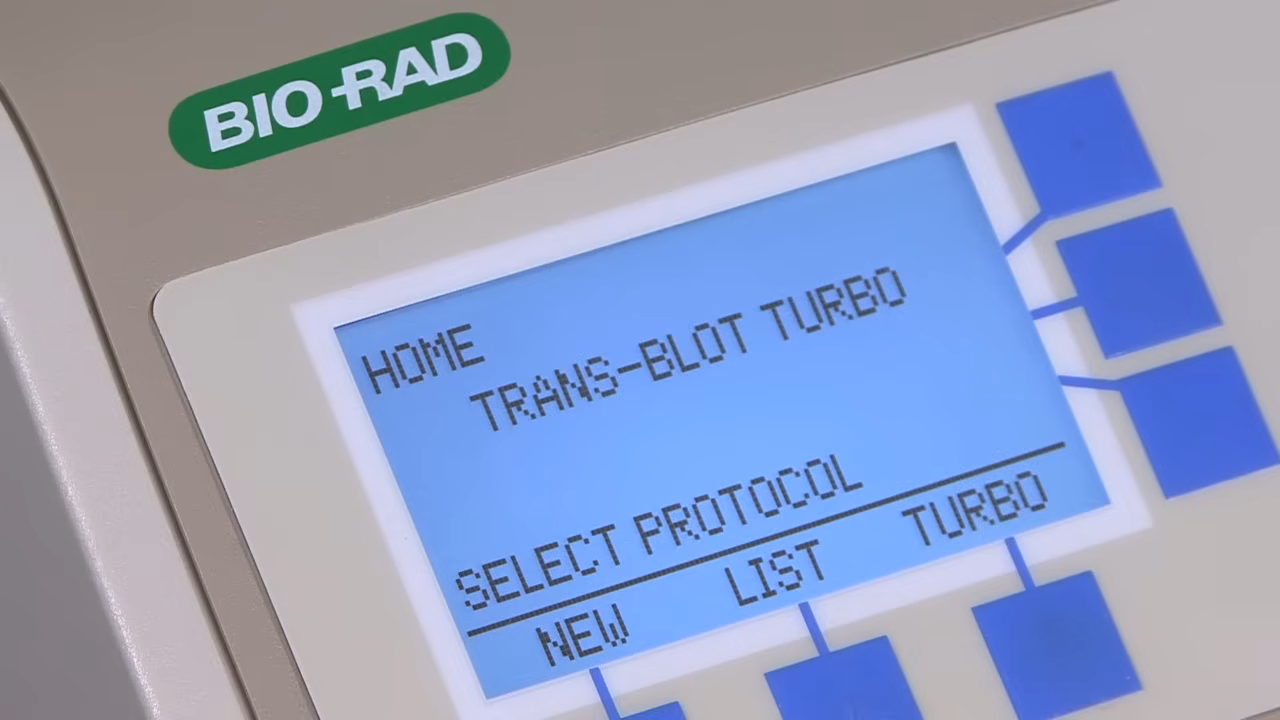 BIO-RAD
HOME
TRANS-BLOT TURBO
SELECT PROTOCOL
NEW LIST TURBO